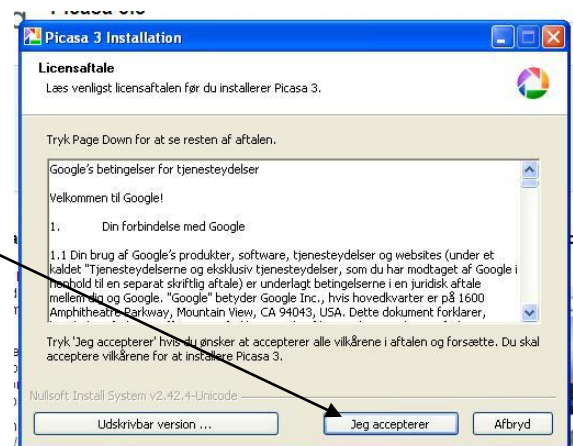 Picasa 3 Installation
Licensaftale
Læs venligst licensaftalen før du installerer Picasa 3.
Tryk Page Down for at se resten af aftalen.
Google's betingelser for tjenesteydelser
Velkommen til Google!
1. Din forbindelse med Google
1.1 Din brug af Google's produkter, software, tjenesteydelser og websites (under et
kaldet "Tjenesteydelserne og eksklusiv tjenesteydelser, som du har modtaget af Google i
henhold til en separat skriftlig aftale) er underlagt betingelserne i en juridisk aftale
mellem dig og Google. "Google" betyder Google Inc., hvis hovedkvarter er på 1600
Amphitheatre Parkway, Mountain View, CA 94043, USA. Dette dokument forklarer,
Tryk 'Jeg accepterer' hvis du ønsker at accepterer alle vilkårene i aftalen og forsætte. Du skal
acceptere vilkårene for at installere Picasa 3.
Nullsoft Install System v2.42.4-Unicode
Udskrivbar version ...
Jeg accepterer
Afbryd